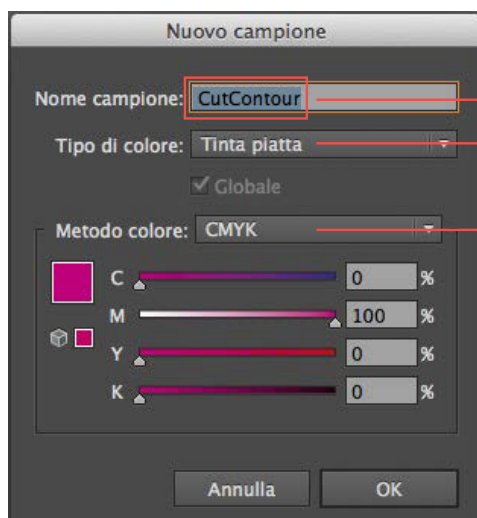 Nuovo campione
Nome campione: CutContour
Tipo di colore: Tinta piatta
Globale
Metodo colore: CMYK
C 0 %
M 100 %
Y 0 %
K 0 %
Annulla OK